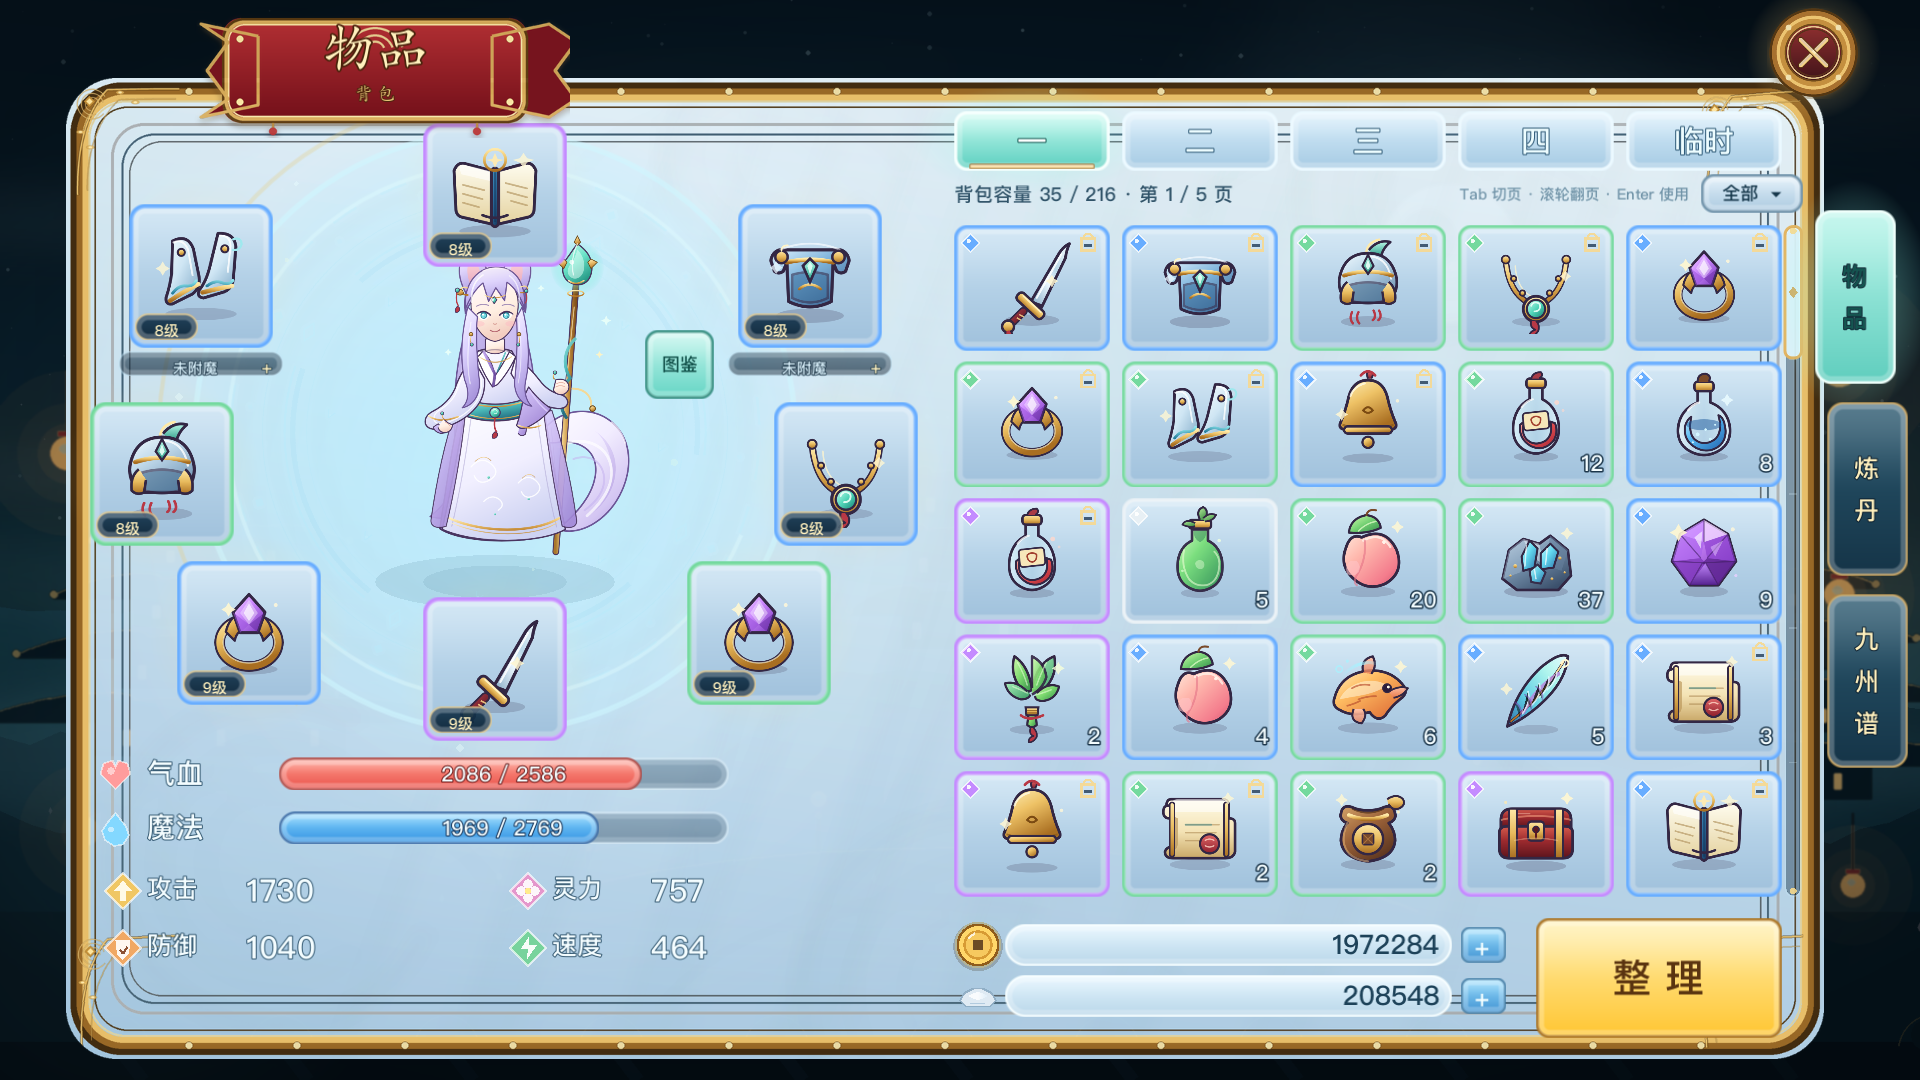 物品
背包
一 二 三 四 临时
背包容量 35 / 216 · 第 1 / 5 页
Tab 切页 · 滚轮翻页 · Enter 使用
全部
8级
8级
8级
未附魔 +
未附魔 +
图鉴
8级
8级
9级
9级
9级
12
8
5
20
37
9
2
4
6
5
3
2
2
气血 2086 / 2586
魔法 1969 / 2769
攻击 1730
灵力 757
防御 1040
速度 464
1972284 +
208548 +
整理
物品
炼丹
九州谱